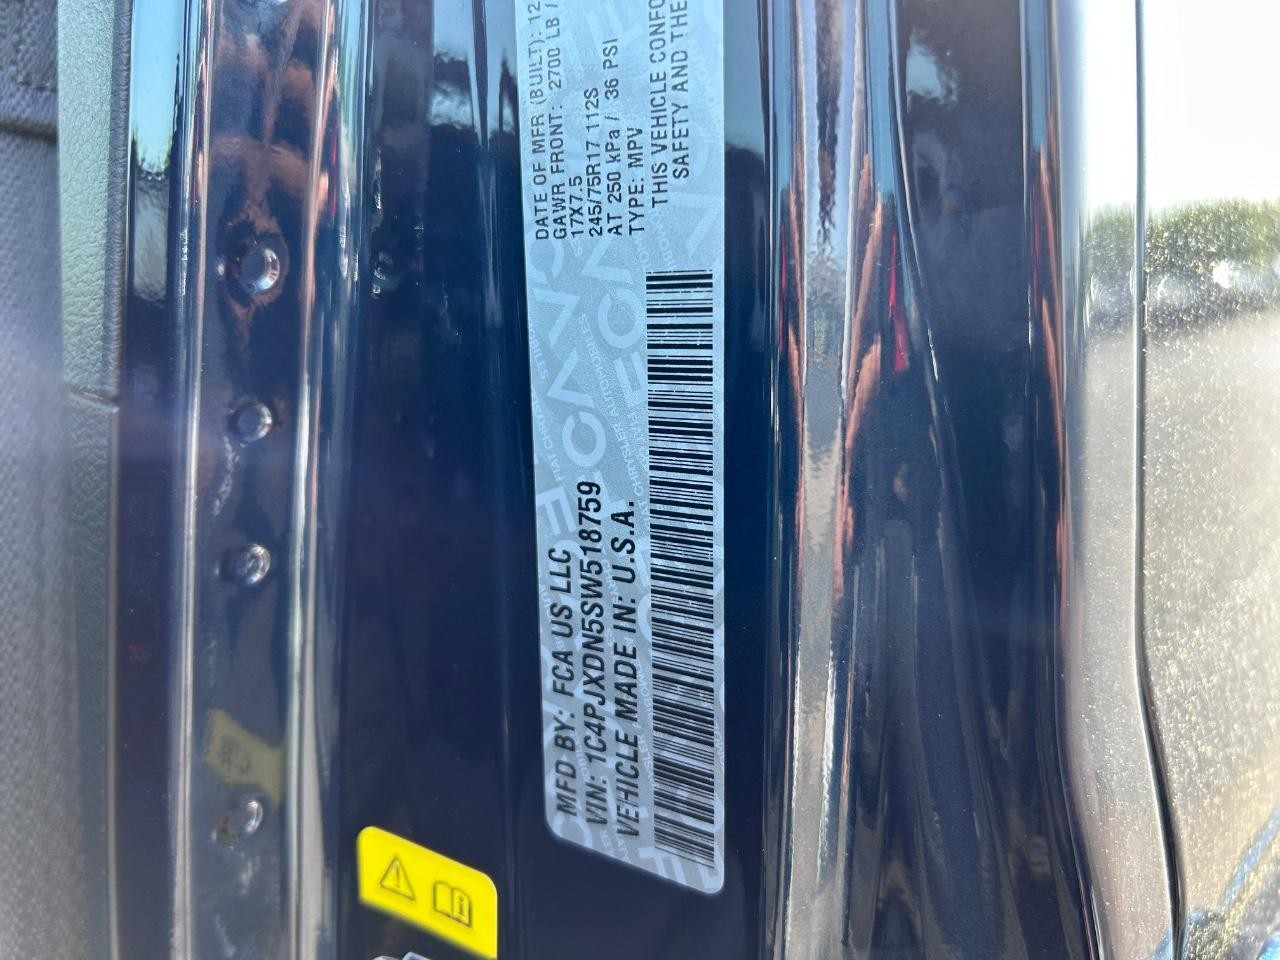 MFD BY: FCA US LLC
VIN: 1C4PJXDN5SW518759
VEHICLE MADE IN: U.S.A.
DATE OF MFR (BUILT): 12
GAWR FRONT: 2700 LB /
17X7.5
245/75R17 112S
AT 250 kPa / 36 PSI
TYPE: MPV
THIS VEHICLE CONFO
SAFETY AND THE